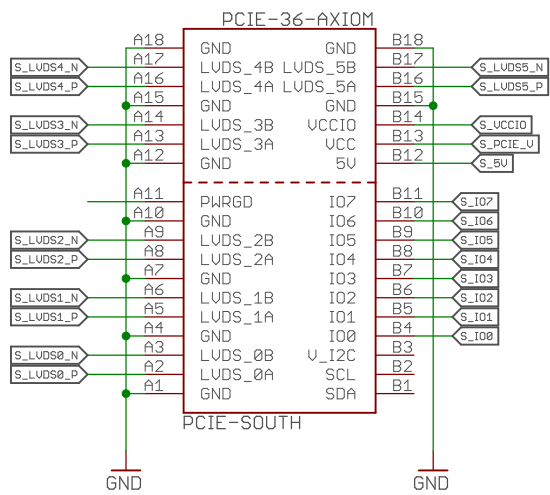 PCIE-36-AXIOM
A18 GND GND B18
S_LVDS4_N A17 LVDS_4B LVDS_5B B17 S_LVDS5_N
S_LVDS4_P A16 LVDS_4A LVDS_5A B16 S_LVDS5_P
A15 GND GND B15
S_LVDS3_N A14 LVDS_3B VCCIO B14 S_VCCIO
S_LVDS3_P A13 LVDS_3A VCC B13 S_PCIE_V
A12 GND 5V B12 S_5V
A11 PWRGD IO7 B11 S_IO7
A10 GND IO6 B10 S_IO6
S_LVDS2_N A9 LVDS_2B IO5 B9 S_IO5
S_LVDS2_P A8 LVDS_2A IO4 B8 S_IO4
A7 GND IO3 B7 S_IO3
S_LVDS1_N A6 LVDS_1B IO2 B6 S_IO2
S_LVDS1_P A5 LVDS_1A IO1 B5 S_IO1
A4 GND IO0 B4 S_IO0
S_LVDS0_N A3 LVDS_0B V_I2C B3
S_LVDS0_P A2 LVDS_0A SCL B2
A1 GND SDA B1
PCIE-SOUTH
GND GND